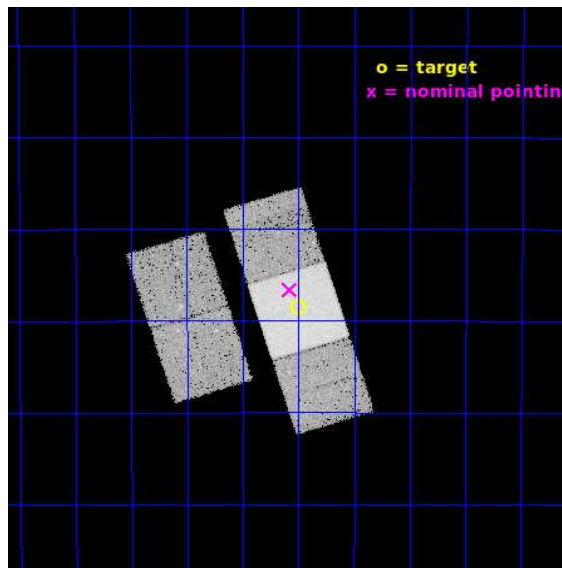 o = target
x = nominal pointin